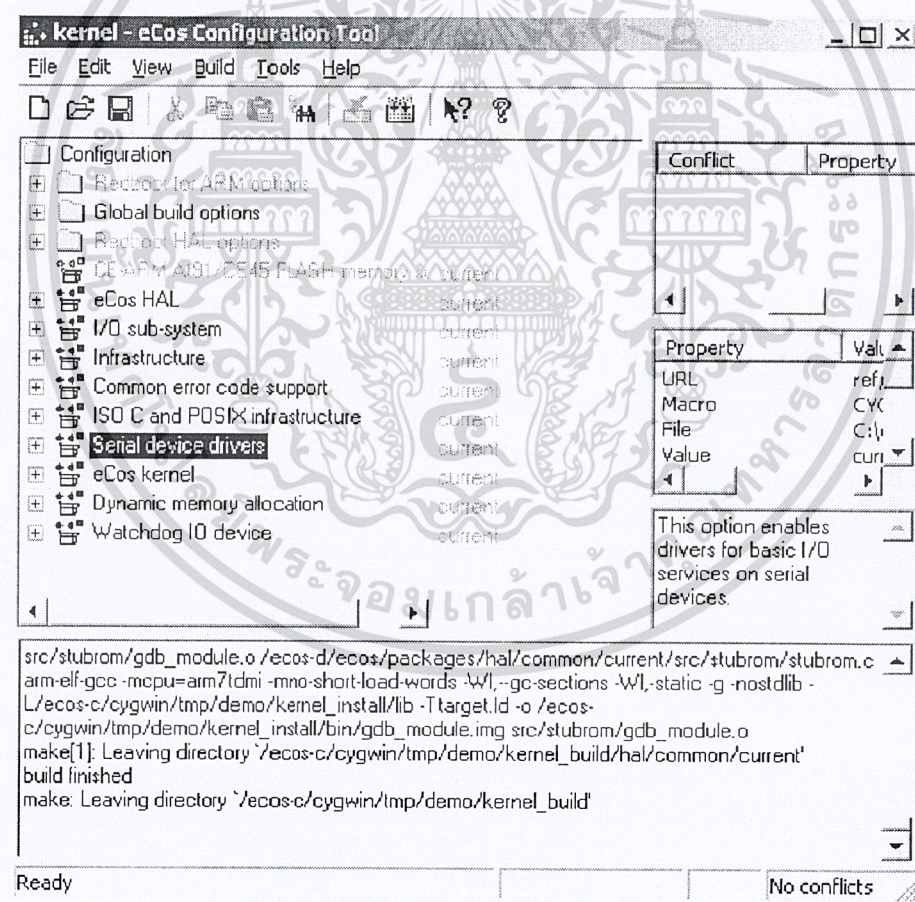 kernel - eCos Configuration Tool
File Edit View Build Tools Help
Configuration
Redboot for ARM options
Global build options
Redboot HAL options
FLASH memory current
eCos HAL current
I/O sub-system current
Infrastructure current
Common error code support current
ISO C and POSIX infrastructure current
Serial device drivers current
eCos kernel current
Dynamic memory allocation current
Watchdog IO device current
Conflict Property
Property Valu
URL ref
Macro CYG
File C:\
Value curr
This option enables
drivers for basic I/O
services on serial
devices.
src/stubrom/gdb_module.o /ecos-d/ecos/packages/hal/common/current/src/stubrom/stubrom.c
arm-elf-gcc -mcpu=arm7tdmi -mno-short-load-words -Wl,--gc-sections -Wl,-static -g -nostdlib -
L/ecos-c/cygwin/tmp/demo/kernel_install/lib -Ttarget.ld -o /ecos-
c/cygwin/tmp/demo/kernel_install/bin/gdb_module.img src/stubrom/gdb_module.o
make[1]: Leaving directory `/ecos-c/cygwin/tmp/demo/kernel_build/hal/common/current'
build finished
make: Leaving directory `/ecos-c/cygwin/tmp/demo/kernel_build'
Ready No conflicts